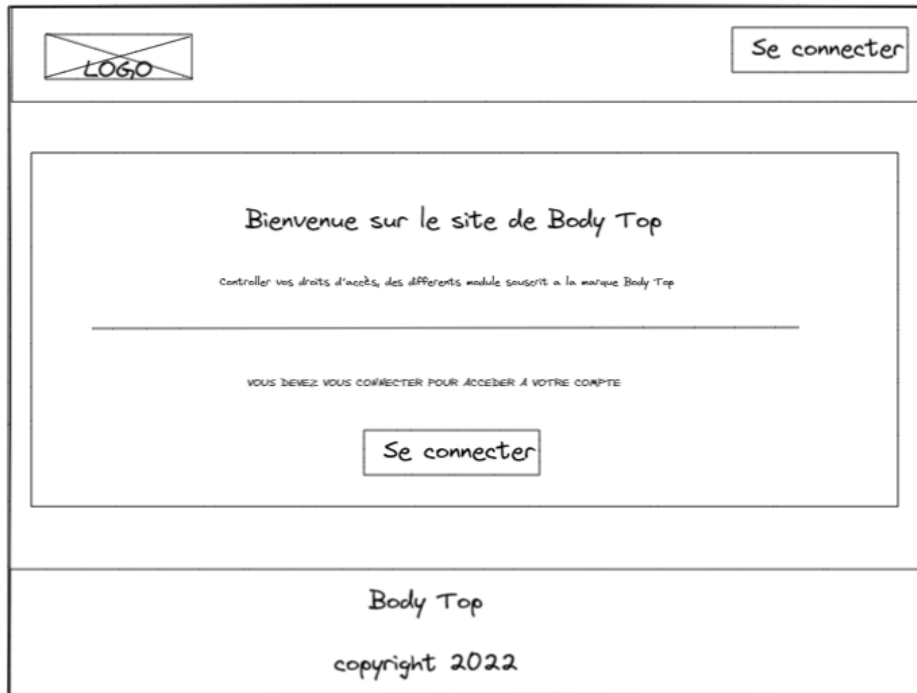 LOGO
Se connecter
Bienvenue sur le site de Body Top
Controller vos droits d'accès, des differents module souscrit a la marque Body Top
VOUS DEVEZ VOUS CONNECTER POUR ACCEDER A VOTRE COMPTE
Se connecter
Body Top
copyright 2022